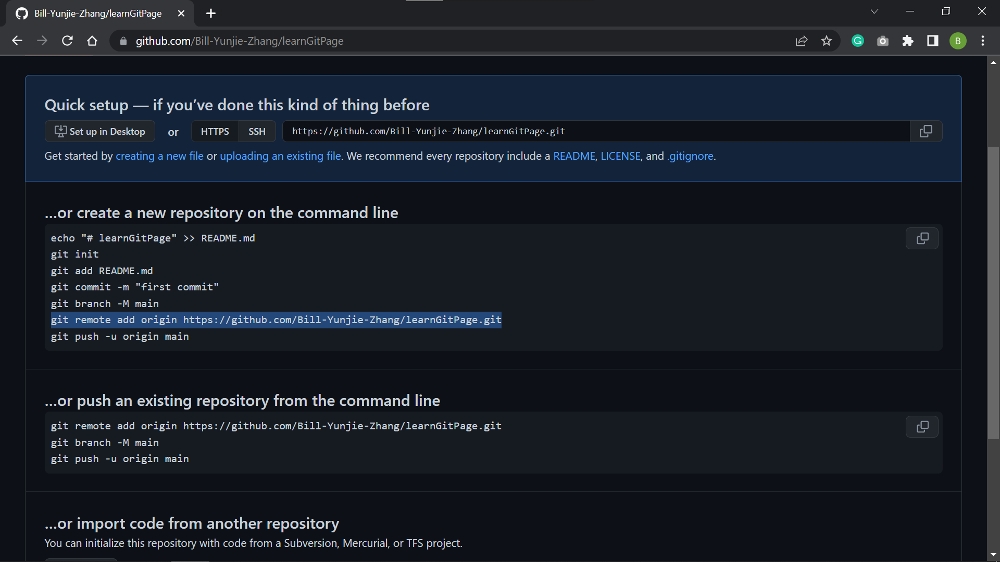 Bill-Yunjie-Zhang/learnGitPage
github.com/Bill-Yunjie-Zhang/learnGitPage
G
B
Quick setup — if you’ve done this kind of thing before
Set up in Desktop or HTTPS SSH https://github.com/Bill-Yunjie-Zhang/learnGitPage.git
Get started by creating a new file or uploading an existing file. We recommend every repository include a README, LICENSE, and .gitignore.
…or create a new repository on the command line
echo "# learnGitPage" >> README.md
git init
git add README.md
git commit -m "first commit"
git branch -M main
git remote add origin https://github.com/Bill-Yunjie-Zhang/learnGitPage.git
git push -u origin main
…or push an existing repository from the command line
git remote add origin https://github.com/Bill-Yunjie-Zhang/learnGitPage.git
git branch -M main
git push -u origin main
…or import code from another repository
You can initialize this repository with code from a Subversion, Mercurial, or TFS project.